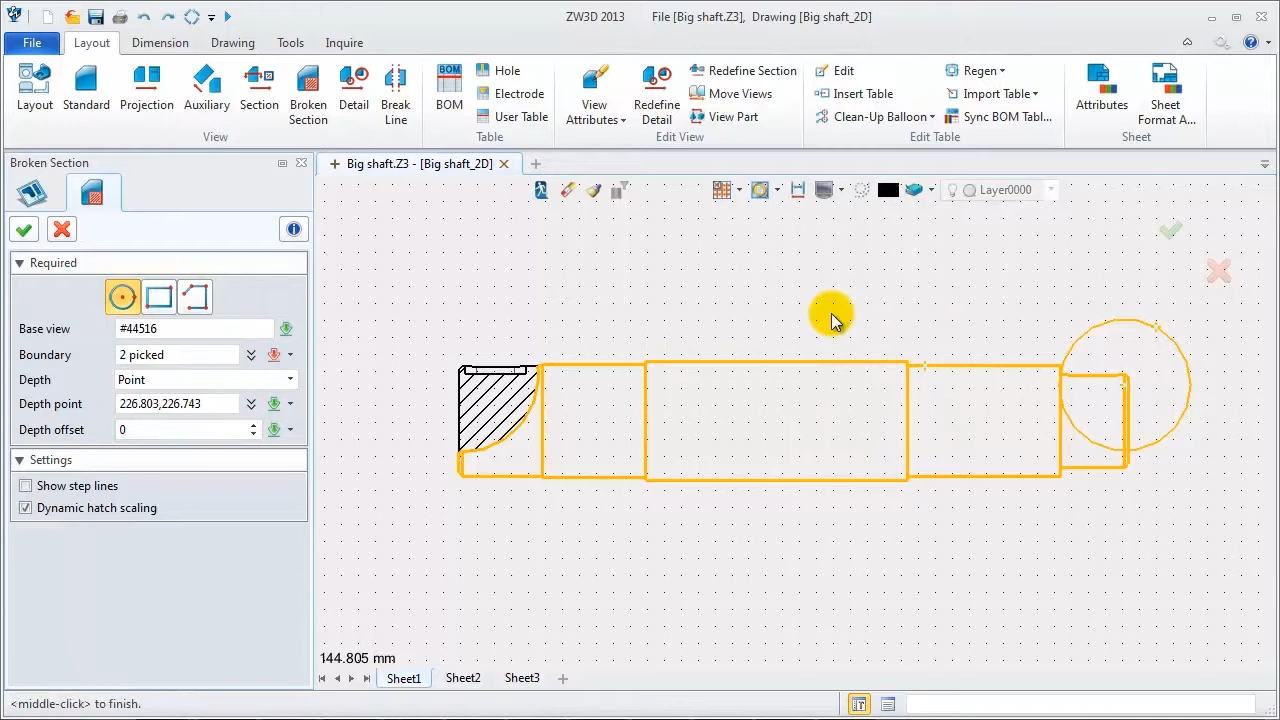 ZW3D 2013 File [Big shaft.Z3], Drawing [Big shaft_2D]
File Layout Dimension Drawing Tools Inquire
Layout Standard Projection Auxiliary Section Broken Section Detail Break Line
View
BOM Hole
Electrode
User Table
Table
View Attributes Redefine Detail Redefine Section
Move Views
View Part
Edit View
Edit Regen
Insert Table Import Table
Clean-Up Balloon Sync BOM Tabl...
Edit Table
Attributes Sheet Format A...
Sheet
Broken Section
Big shaft.Z3 - [Big shaft_2D]
Layer0000
Required
Base view #44516
Boundary 2 picked
Depth Point
Depth point 226.803,226.743
Depth offset 0
Settings
Show step lines
Dynamic hatch scaling
144.805 mm
Sheet1 Sheet2 Sheet3
<middle-click> to finish.